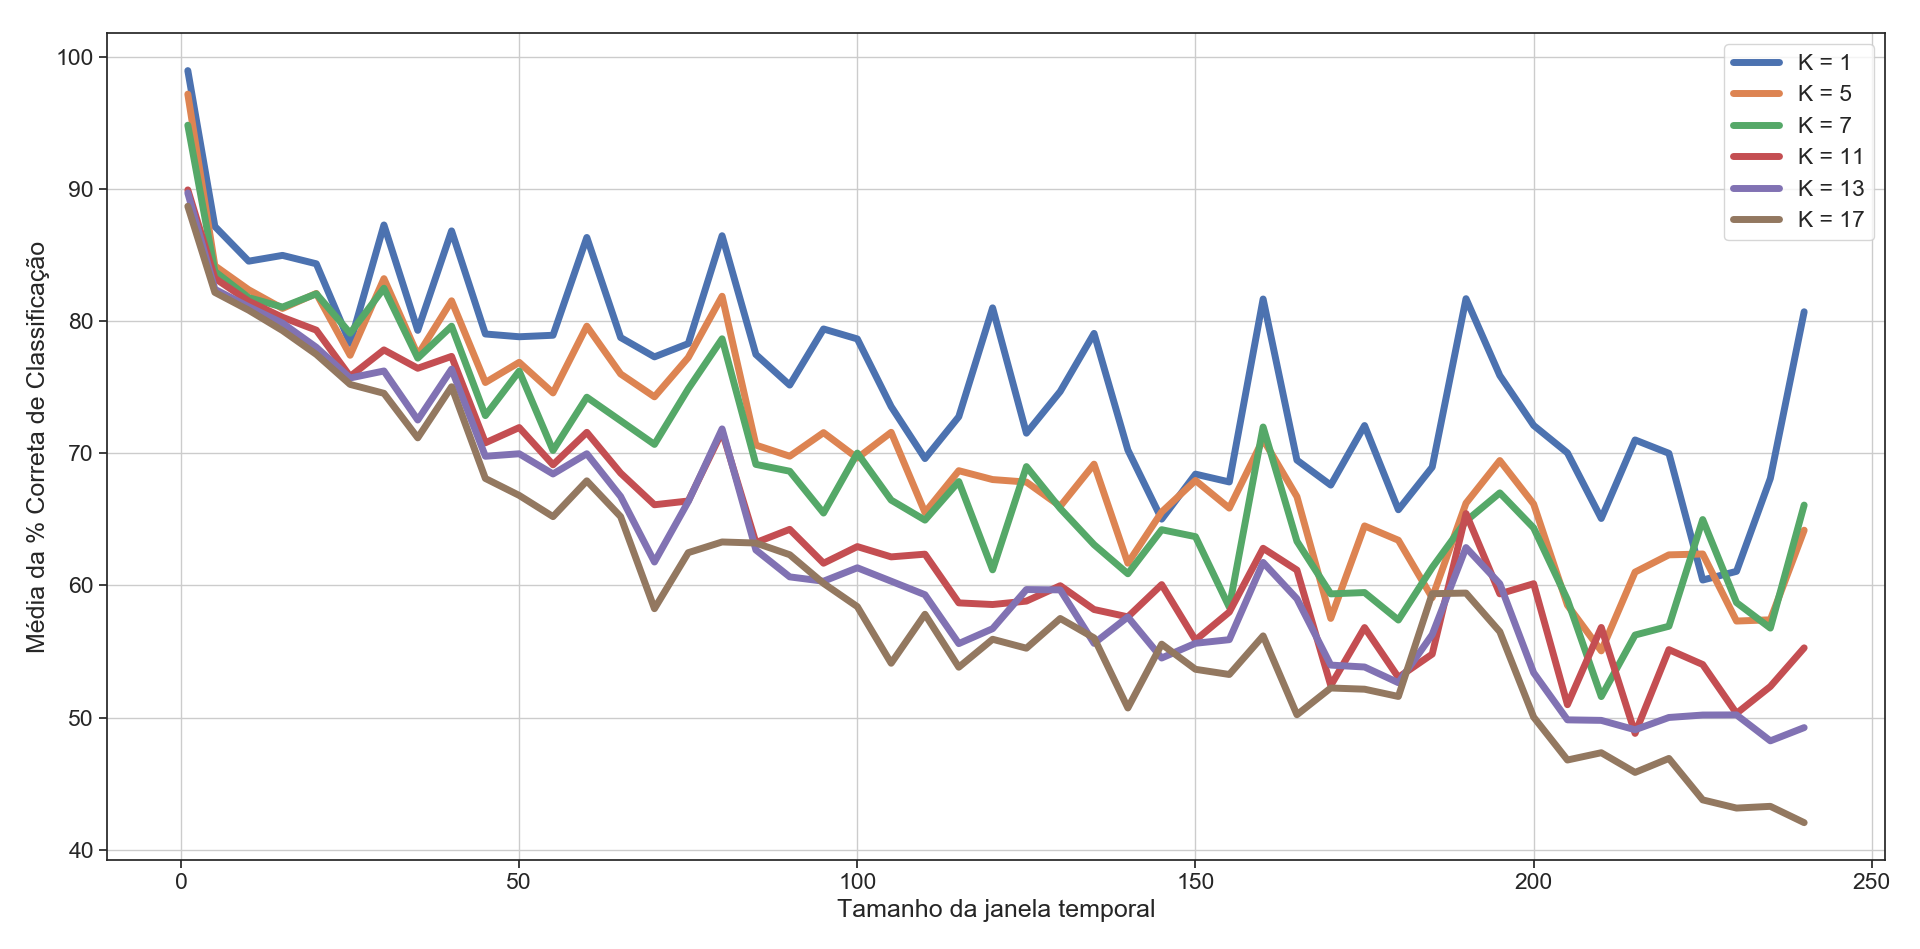 100
90
80
70
60
50
40
Média da % Correta de Classificação
K = 1
K = 5
K = 7
K = 11
K = 13
K = 17
0 50 100 150 200 250
Tamanho da janela temporal